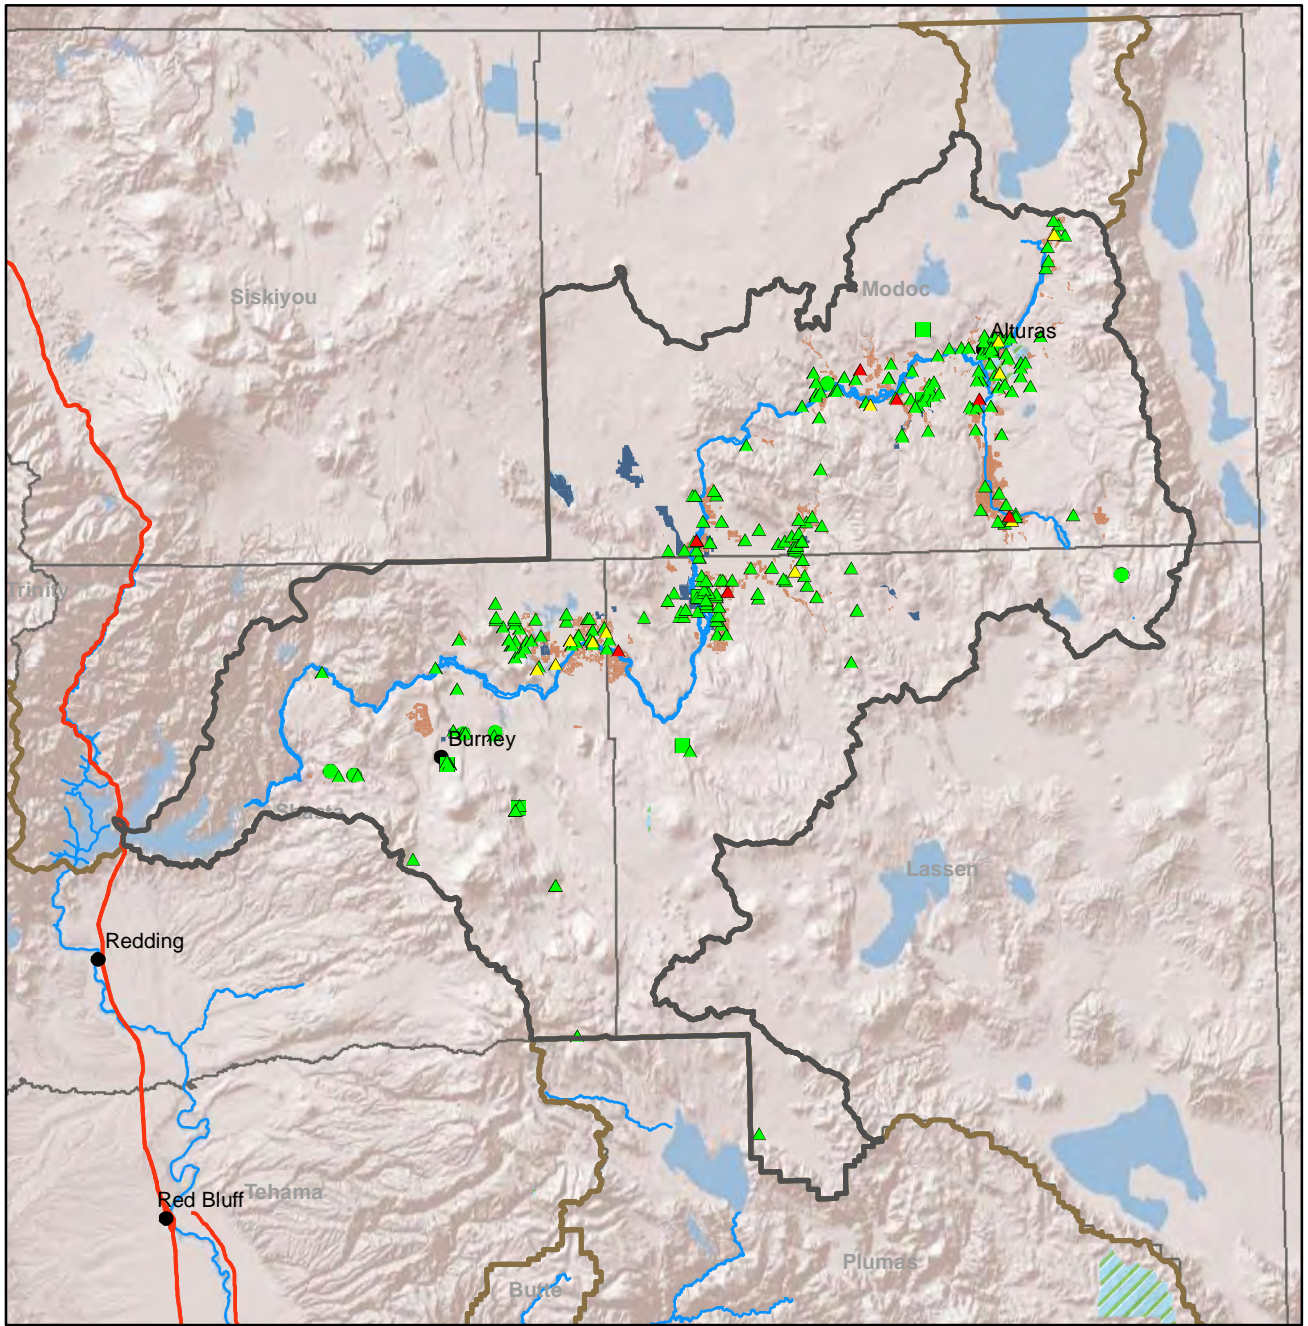 Siskiyou
Modoc
Alturas
Trinity
Burney
Shasta
Lassen
Redding
Red Bluff
Tehama
Plumas
Butte